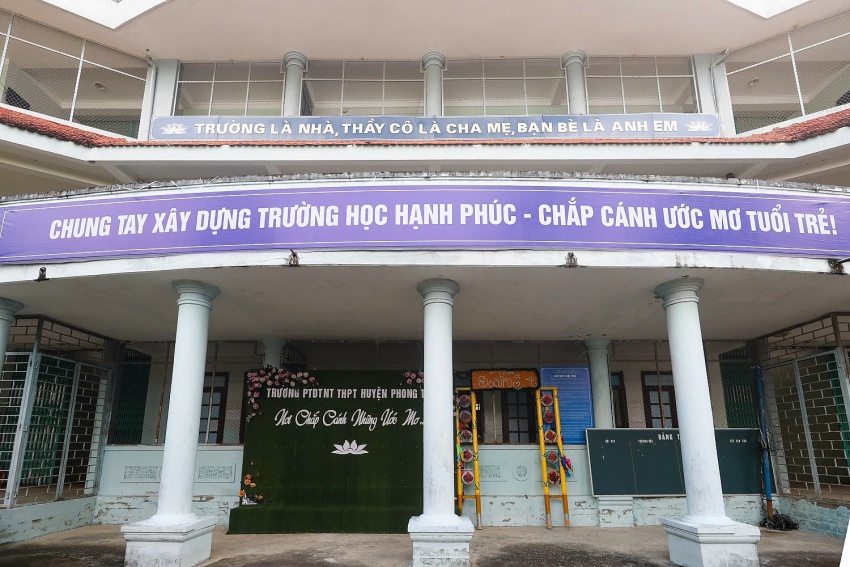 TRƯỜNG LÀ NHÀ, THẦY CÔ LÀ CHA MẸ, BẠN BÈ LÀ ANH EM
CHUNG TAY XÂY DỰNG TRƯỜNG HỌC HẠNH PHÚC - CHẮP CÁNH ƯỚC MƠ TUỔI TRẺ!
TRƯỜNG PTDTNT THPT HUYỆN PHONG T
Nơi Chắp Cánh Những Ước Mơ...
BẢNG T